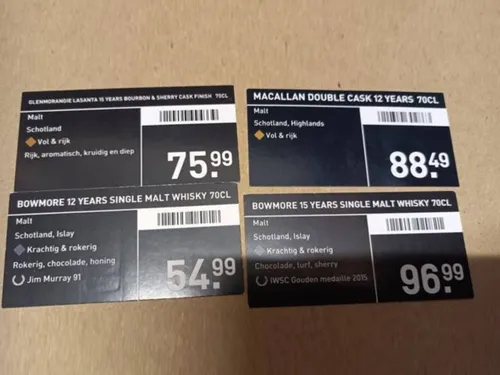 GLENMORANGIE LASANTA 15 YEARS BOURBON & SHERRY CASK FINISH 70CL
Malt
Schotland
Vol & rijk
Rijk, aromatisch, kruidig en diep
75.99
MACALLAN DOUBLE CASK 12 YEARS 70CL
Malt
Schotland, Highlands
Vol & rijk
88.49
BOWMORE 12 YEARS SINGLE MALT WHISKY 70CL
Malt
Schotland, Islay
Krachtig & rokerig
Rokerig, chocolade, honing
Jim Murray 91
54.99
BOWMORE 15 YEARS SINGLE MALT WHISKY 70CL
Malt
Schotland, Islay
Krachtig & rokerig
Chocolade, turf, sherry
IWSC Gouden medaille 2015
96.99